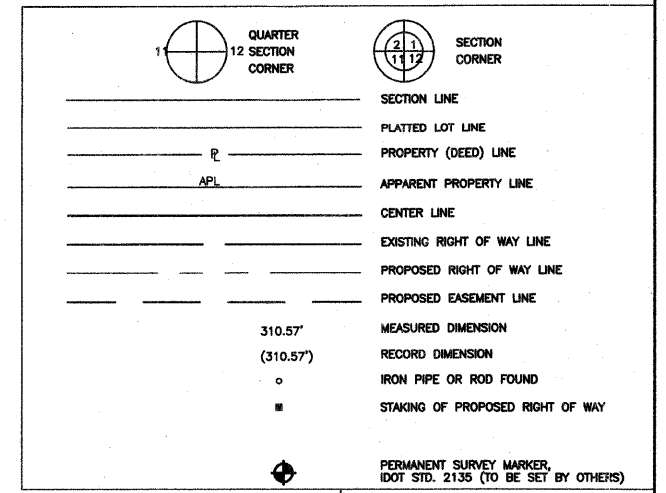 QUARTER
11 12 SECTION
CORNER
2 1
11 12
SECTION
CORNER
SECTION LINE
PLATTED LOT LINE
PL PROPERTY (DEED) LINE
APL APPARENT PROPERTY LINE
CENTER LINE
EXISTING RIGHT OF WAY LINE
PROPOSED RIGHT OF WAY LINE
PROPOSED EASEMENT LINE
310.57' MEASURED DIMENSION
(310.57') RECORD DIMENSION
IRON PIPE OR ROD FOUND
STAKING OF PROPOSED RIGHT OF WAY
PERMANENT SURVEY MARKER,
IDOT STD. 2135 (TO BE SET BY OTHERS)